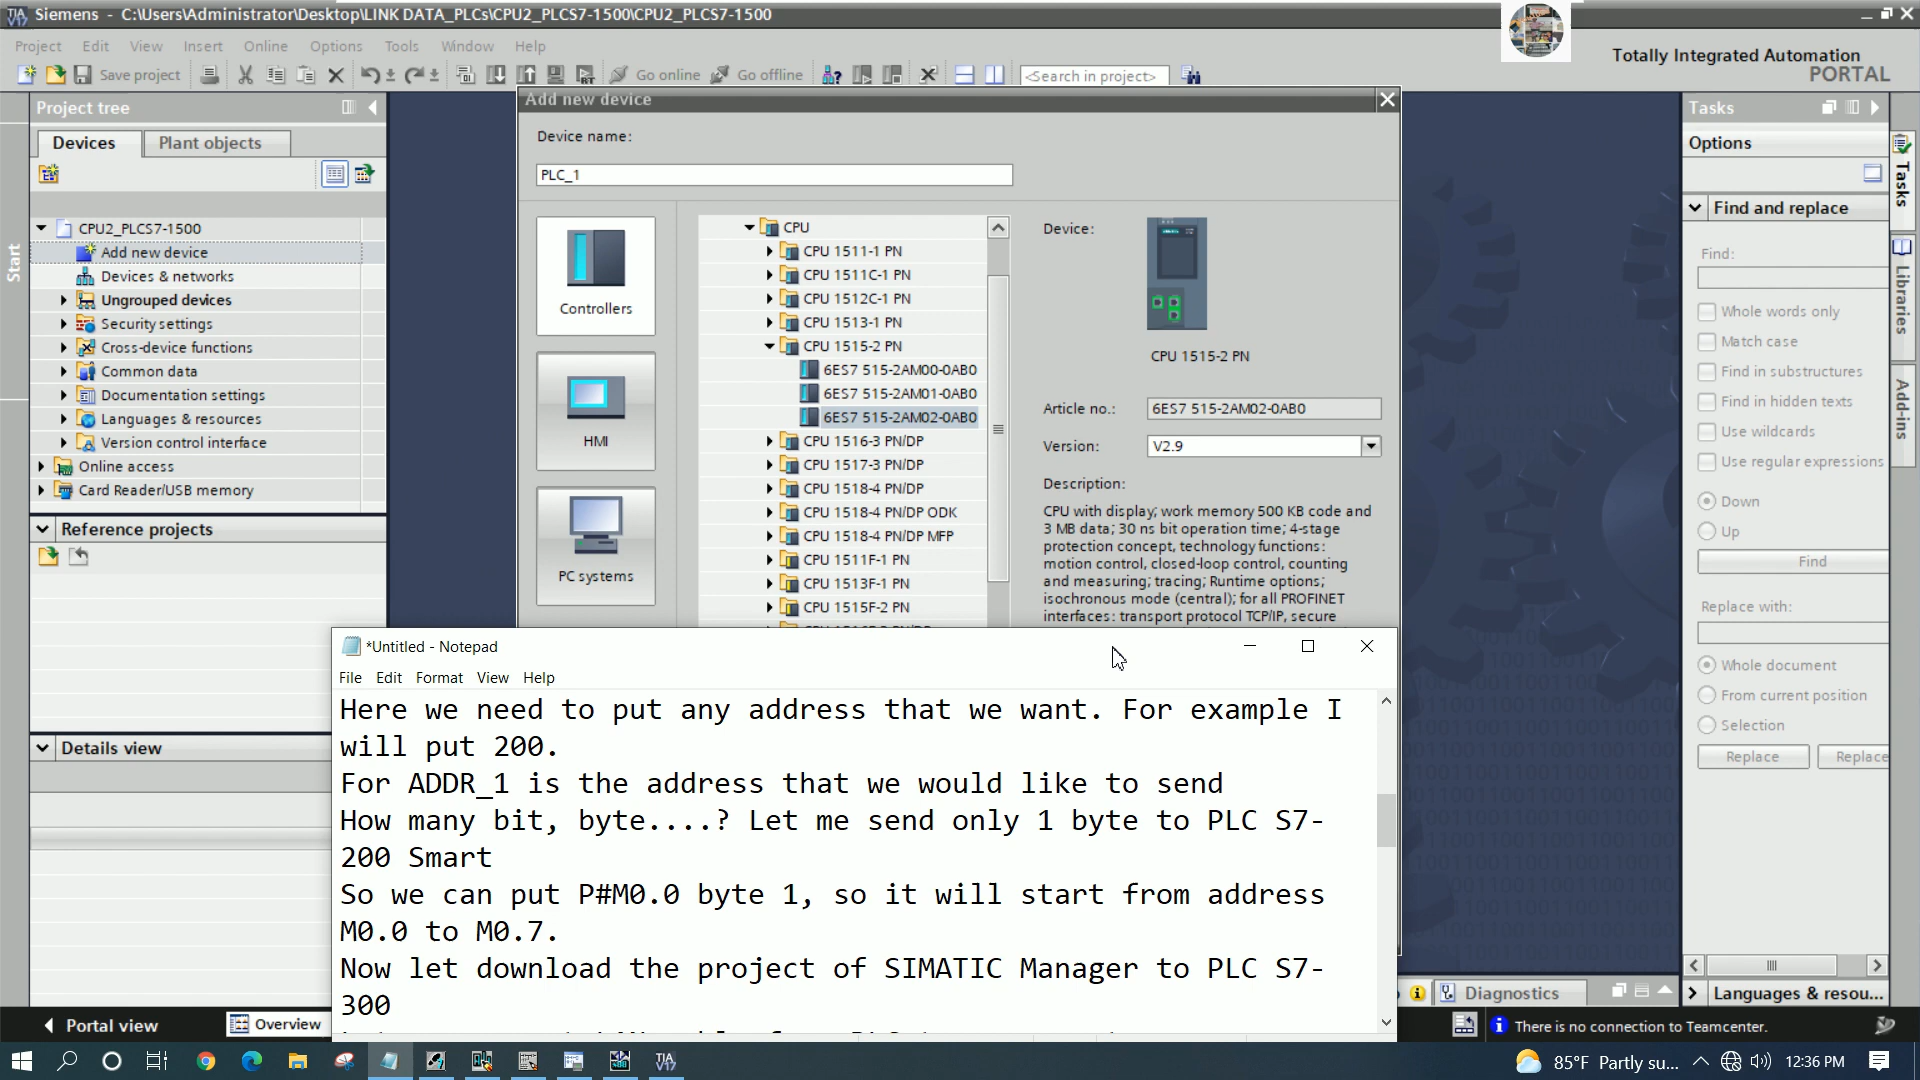 Siemens - C:\Users\Administrator\Desktop\LINK DATA_PLCs\CPU2_PLCS7-1500\CPU2_PLCS7-1500
Project Edit View Insert Online Options Tools Window Help
Totally Integrated Automation
PORTAL
Save project
Go online
Go offline
<Search in project>
Project tree
Devices
Plant objects
Start
CPU2_PLCS7-1500
Add new device
Devices & networks
Ungrouped devices
Security settings
Cross-device functions
Common data
Documentation settings
Languages & resources
Version control interface
Online access
Card Reader/USB memory
Reference projects
Details view
Add new device
Device name:
PLC_1
Controllers
HMI
PC systems
CPU
CPU 1511-1 PN
CPU 1511C-1 PN
CPU 1512C-1 PN
CPU 1513-1 PN
CPU 1515-2 PN
6ES7 515-2AM00-0AB0
6ES7 515-2AM01-0AB0
6ES7 515-2AM02-0AB0
CPU 1516-3 PN/DP
CPU 1517-3 PN/DP
CPU 1518-4 PN/DP
CPU 1518-4 PN/DP ODK
CPU 1518-4 PN/DP MFP
CPU 1511F-1 PN
CPU 1513F-1 PN
CPU 1515F-2 PN
Device:
CPU 1515-2 PN
Article no.: 6ES7 515-2AM02-0AB0
Version: V2.9
Description:
CPU with display; work memory 500 KB code and
3 MB data; 30 ns bit operation time; 4-stage
protection concept, technology functions:
motion control, closed-loop control, counting
and measuring; tracing; Runtime options;
isochronous mode (central); for all PROFINET
interfaces: transport protocol TCP/IP, secure
*Untitled - Notepad
File Edit Format View Help
Here we need to put any address that we want. For example I
will put 200.
For ADDR_1 is the address that we would like to send
How many bit, byte....? Let me send only 1 byte to PLC S7-
200 Smart
So we can put P#M0.0 byte 1, so it will start from address
M0.0 to M0.7.
Now let download the project of SIMATIC Manager to PLC S7-
300
Tasks
Options
Find and replace
Find:
Whole words only
Match case
Find in substructures
Find in hidden texts
Use wildcards
Use regular expressions
Down
Up
Find
Replace with:
Whole document
From current position
Selection
Replace
Replace
Languages & resou...
Tasks
Libraries
Add-ins
Diagnostics
Portal view
Overview
There is no connection to Teamcenter.
85°F Partly su...
12:36 PM